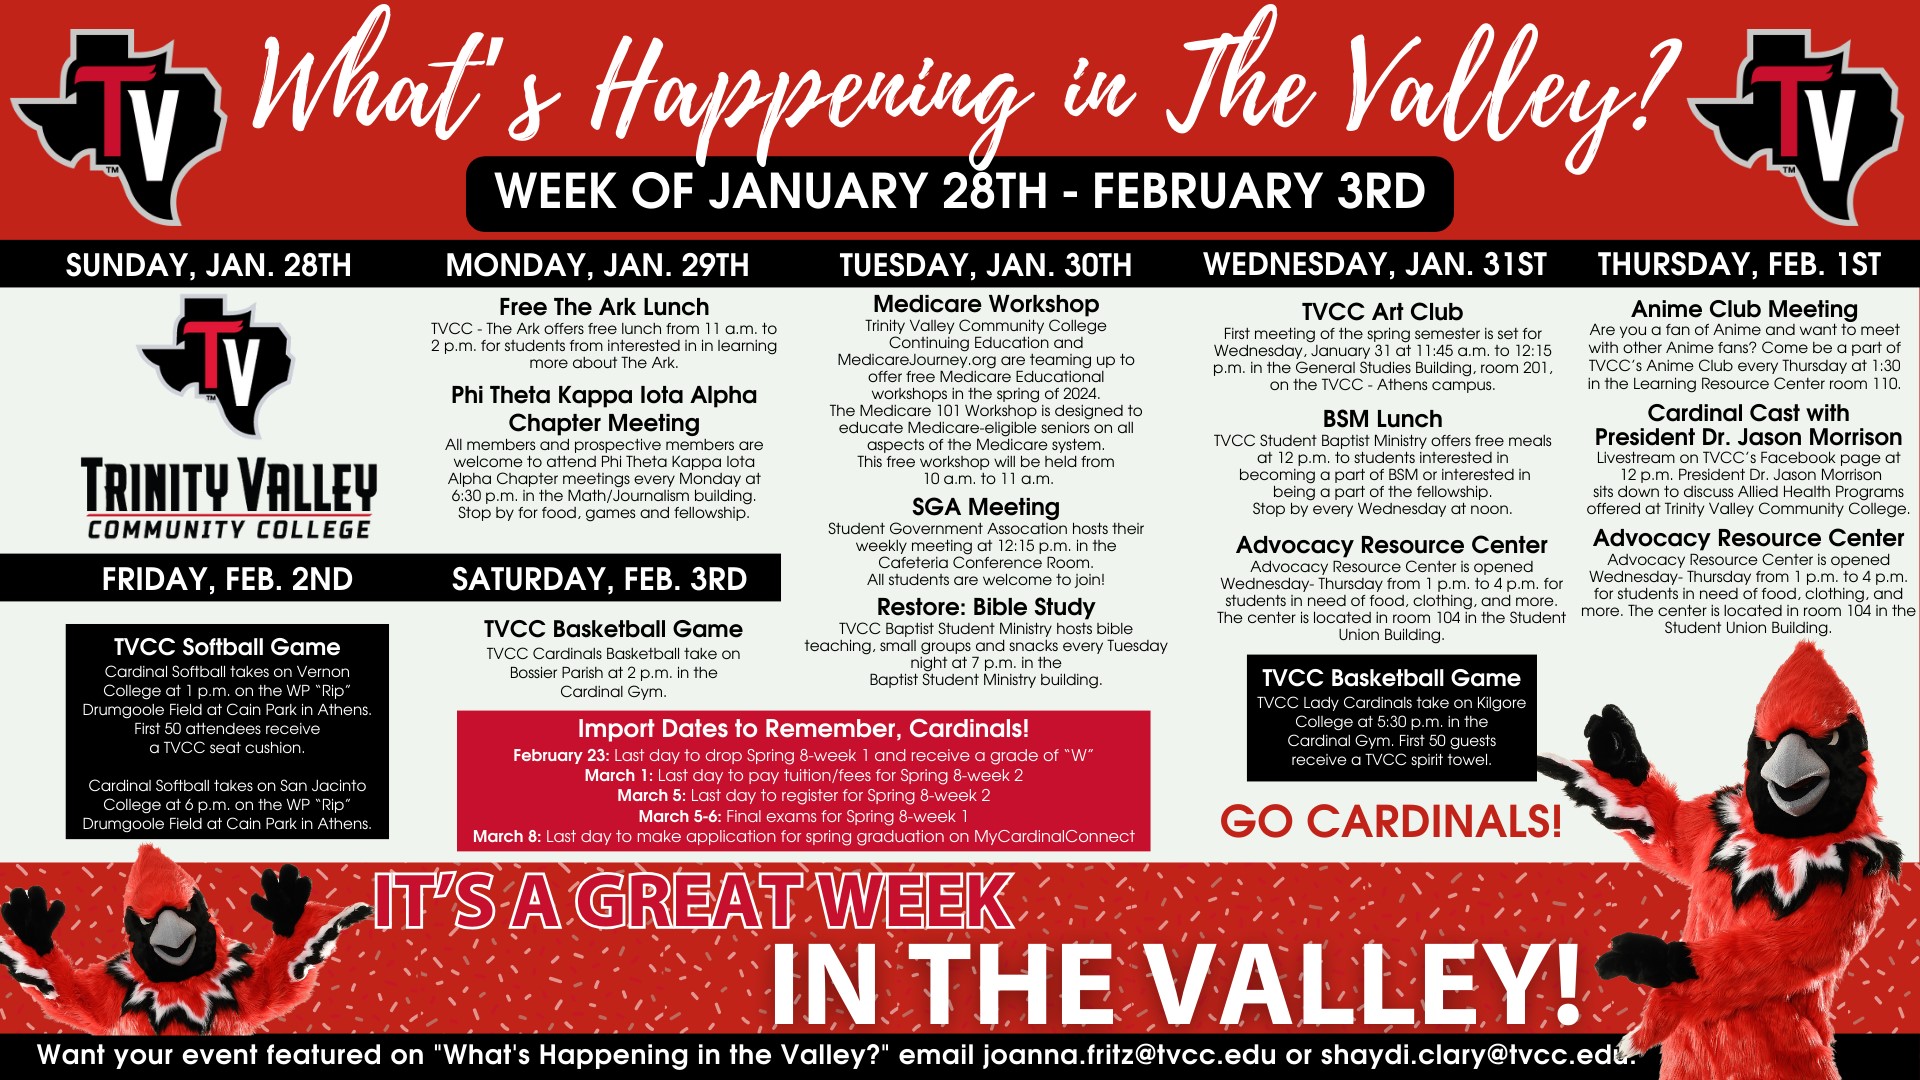 What's Happening in The Valley?
WEEK OF JANUARY 28TH - FEBRUARY 3RD
TV
TM
TV
TM
SUNDAY, JAN. 28TH
TV
TM
TRINITY VALLEY
COMMUNITY COLLEGE
MONDAY, JAN. 29TH
Free The Ark Lunch
TVCC - The Ark offers free lunch from 11 a.m. to
2 p.m. for students from interested in in learning
more about The Ark.
Phi Theta Kappa Iota Alpha
Chapter Meeting
All members and prospective members are
welcome to attend Phi Theta Kappa Iota
Alpha Chapter meetings every Monday at
6:30 p.m. in the Math/Journalism building.
Stop by for food, games and fellowship.
TUESDAY, JAN. 30TH
Medicare Workshop
Trinity Valley Community College
Continuing Education and
MedicareJourney.org are teaming up to
offer free Medicare Educational
workshops in the spring of 2024.
The Medicare 101 Workshop is designed to
educate Medicare-eligible seniors on all
aspects of the Medicare system.
This free workshop will be held from
10 a.m. to 11 a.m.
SGA Meeting
Student Government Assocation hosts their
weekly meeting at 12:15 p.m. in the
Cafeteria Conference Room.
All students are welcome to join!
Restore: Bible Study
TVCC Baptist Student Ministry hosts bible
teaching, small groups and snacks every Tuesday
night at 7 p.m. in the
Baptist Student Ministry building.
WEDNESDAY, JAN. 31ST
TVCC Art Club
First meeting of the spring semester is set for
Wednesday, January 31 at 11:45 a.m. to 12:15
p.m. in the General Studies Building, room 201,
on the TVCC - Athens campus.
BSM Lunch
TVCC Student Baptist Ministry offers free meals
at 12 p.m. to students interested in
becoming a part of BSM or interested in
being a part of the fellowship.
Stop by every Wednesday at noon.
Advocacy Resource Center
Advocacy Resource Center is opened
Wednesday- Thursday from 1 p.m. to 4 p.m. for
students in need of food, clothing, and more.
The center is located in room 104 in the Student
Union Building.
TVCC Basketball Game
TVCC Lady Cardinals take on Kilgore
College at 5:30 p.m. in the
Cardinal Gym. First 50 guests
receive a TVCC spirit towel.
GO CARDINALS!
THURSDAY, FEB. 1ST
Anime Club Meeting
Are you a fan of Anime and want to meet
with other Anime fans? Come be a part of
TVCC's Anime Club every Thursday at 1:30
in the Learning Resource Center room 110.
Cardinal Cast with
President Dr. Jason Morrison
Livestream on TVCC's Facebook page at
12 p.m. President Dr. Jason Morrison
sits down to discuss Allied Health Programs
offered at Trinity Valley Community College.
Advocacy Resource Center
Advocacy Resource Center is opened
Wednesday- Thursday from 1 p.m. to 4 p.m.
for students in need of food, clothing, and
more. The center is located in room 104 in the
Student Union Building.
FRIDAY, FEB. 2ND
TVCC Softball Game
Cardinal Softball takes on Vernon
College at 1 p.m. on the WP "Rip"
Drumgoole Field at Cain Park in Athens.
First 50 attendees receive
a TVCC seat cushion.
Cardinal Softball takes on San Jacinto
College at 6 p.m. on the WP "Rip"
Drumgoole Field at Cain Park in Athens.
SATURDAY, FEB. 3RD
TVCC Basketball Game
TVCC Cardinals Basketball take on
Bossier Parish at 2 p.m. in the
Cardinal Gym.
Import Dates to Remember, Cardinals!
February 23: Last day to drop Spring 8-week 1 and receive a grade of "W"
March 1: Last day to pay tuition/fees for Spring 8-week 2
March 5: Last day to register for Spring 8-week 2
March 5-6: Final exams for Spring 8-week 1
March 8: Last day to make application for spring graduation on MyCardinalConnect
IT'S A GREAT WEEK
IN THE VALLEY!
Want your event featured on "What's Happening in the Valley?" email joanna.fritz@tvcc.edu or shaydi.clary@tvcc.edu.